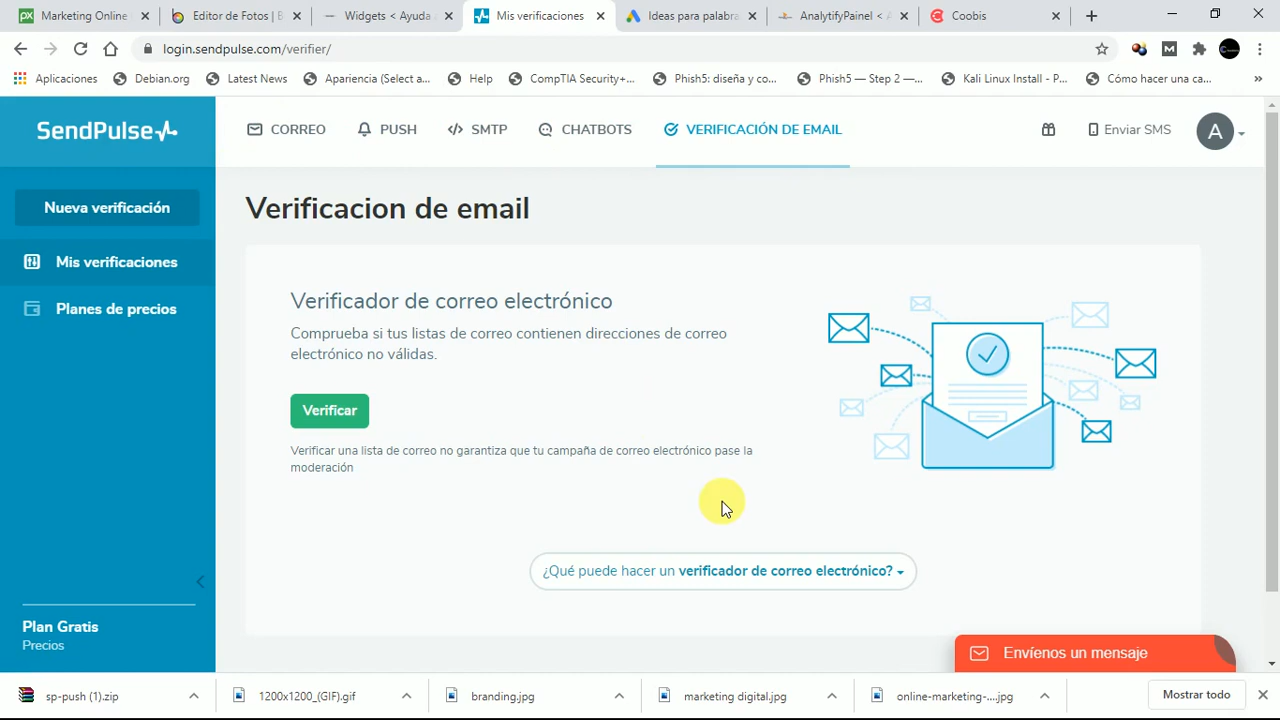 Marketing Online
Editor de Fotos | B
Widgets < Ayuda
Mis verificaciones
Ideas para palabra
AnalytifyPainel < A
Coobis
login.sendpulse.com/verifier/
Aplicaciones
Debian.org
Latest News
Apariencia (Select a...
Help
CompTIA Security+...
Phish5: diseña y co...
Phish5 — Step 2 —...
Kali Linux Install - P...
Cómo hacer una ca...
»
SendPulse
CORREO
PUSH
</> SMTP
CHATBOTS
VERIFICACIÓN DE EMAIL
Enviar SMS
A
Nueva verificación
Mis verificaciones
Planes de precios
Verificacion de email
Verificador de correo electrónico
Comprueba si tus listas de correo contienen direcciones de correo
electrónico no válidas.
Verificar
Verificar una lista de correo no garantiza que tu campaña de correo electrónico pase la
moderación
¿Qué puede hacer un verificador de correo electrónico?
Plan Gratis
Precios
Envíenos un mensaje
sp-push (1).zip
1200x1200_(GIF).gif
branding.jpg
marketing digital.jpg
online-marketing-....jpg
Mostrar todo